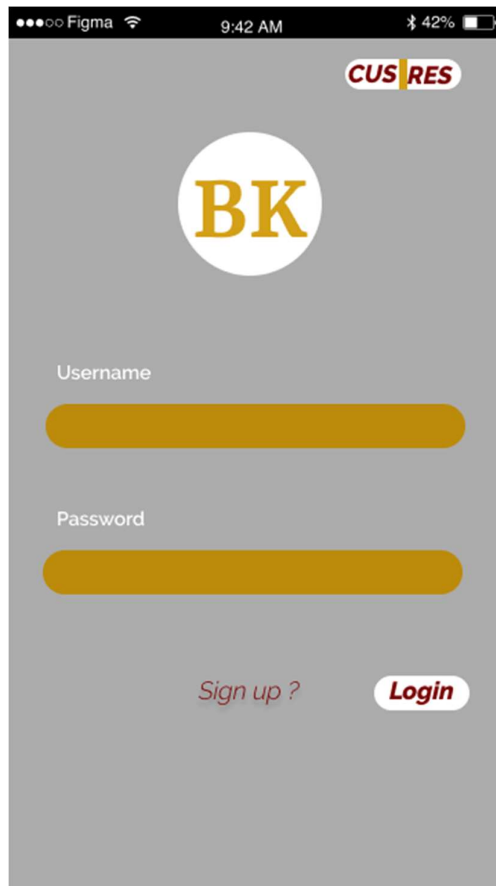 Figma 9:42 AM 42%
CUS RES
BK
Username
Password
Sign up ? Login